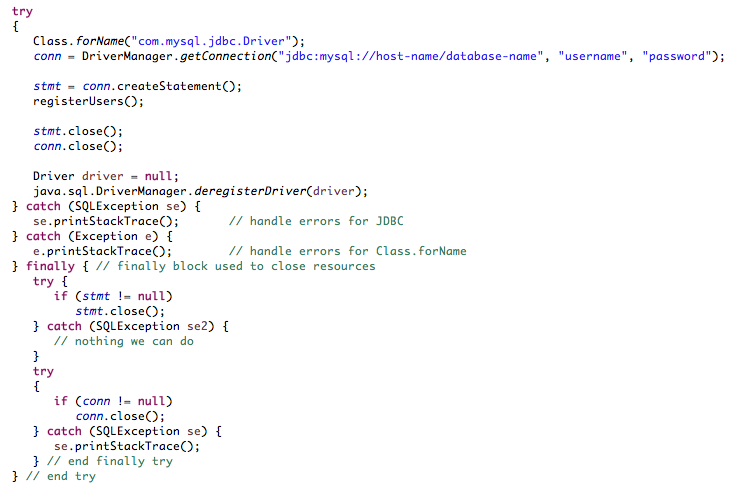 try
{
   Class.forName("com.mysql.jdbc.Driver");
   conn = DriverManager.getConnection("jdbc:mysql://host-name/database-name", "username", "password");

   stmt = conn.createStatement();
   registerUsers();

   stmt.close();
   conn.close();

   Driver driver = null;
   java.sql.DriverManager.deregisterDriver(driver);
} catch (SQLException se) {
   se.printStackTrace();       // handle errors for JDBC
} catch (Exception e) {
   e.printStackTrace();        // handle errors for Class.forName
} finally { // finally block used to close resources
   try {
      if (stmt != null)
         stmt.close();
   } catch (SQLException se2) {
      // nothing we can do
   }
   try
   {
      if (conn != null)
         conn.close();
   } catch (SQLException se) {
      se.printStackTrace();
   } // end finally try
} // end try